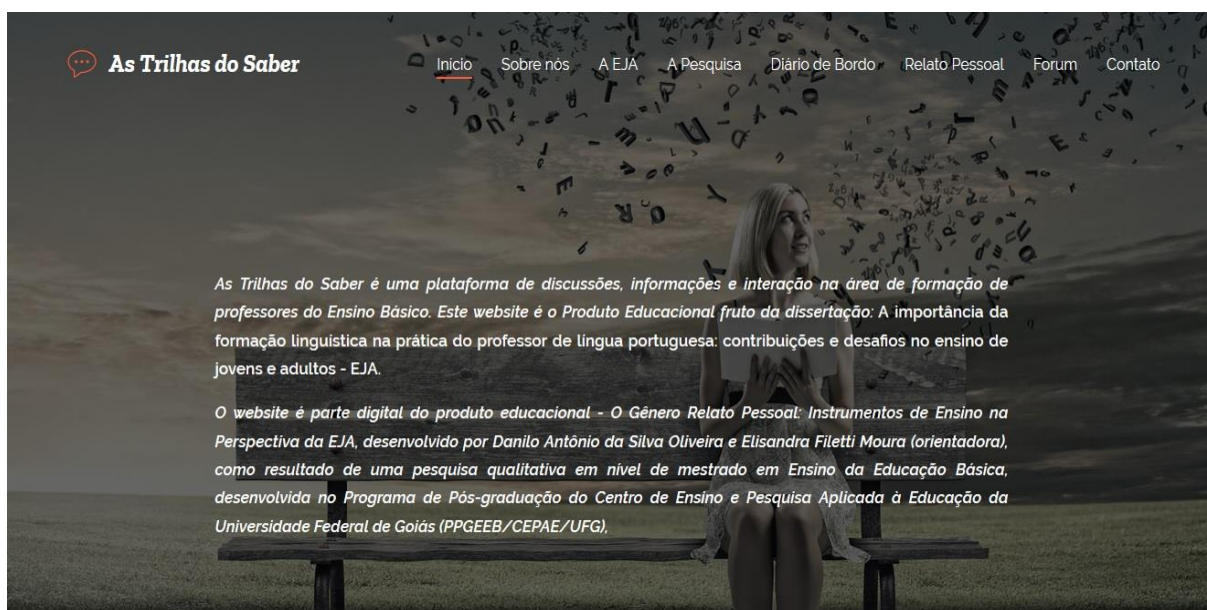 As Trilhas do Saber
Inicio Sobre nós A EJA A Pesquisa Diário de Bordo Relato Pessoal Forum Contato
As Trilhas do Saber é uma plataforma de discussões, informações e interação na área de formação de
professores do Ensino Básico. Este website é o Produto Educacional fruto da dissertação: A importância da
formação linguística na prática do professor de língua portuguesa: contribuições e desafios no ensino de
jovens e adultos - EJA.
O website é parte digital do produto educacional - O Gênero Relato Pessoal: Instrumentos de Ensino na
Perspectiva da EJA, desenvolvido por Danilo Antônio da Silva Oliveira e Elisandra Filetti Moura (orientadora),
como resultado de uma pesquisa qualitativa em nível de mestrado em Ensino da Educação Básica,
desenvolvida no Programa de Pós-graduação do Centro de Ensino e Pesquisa Aplicada à Educação da
Universidade Federal de Goiás (PPGEEB/CEPAE/UFG),